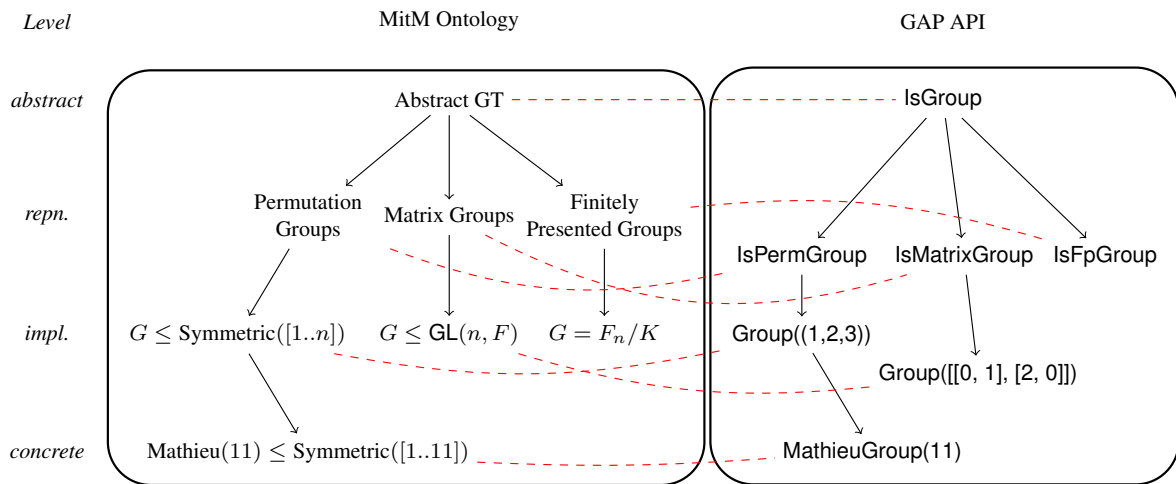 Level MitM Ontology GAP API
abstract Abstract GT IsGroup
repn. Permutation Groups Matrix Groups Finitely Presented Groups
IsPermGroup IsMatrixGroup IsFpGroup
impl. G ≤ Symmetric([1..n]) G ≤ GL(n, F) G = Fₙ/K Group((1,2,3))
Group([[0, 1], [2, 0]])
concrete Mathieu(11) ≤ Symmetric([1..11]) MathieuGroup(11)